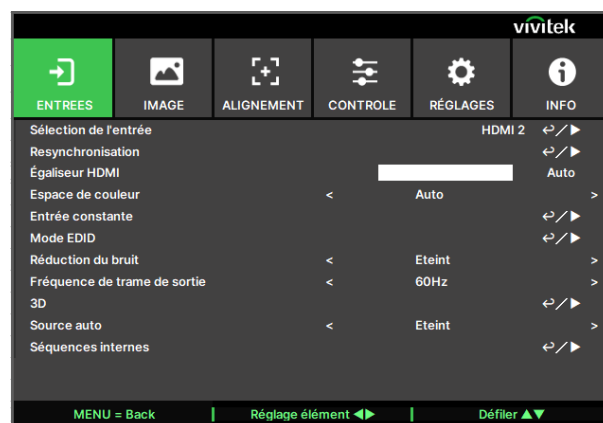 vivitek
ENTREES IMAGE ALIGNEMENT CONTROLE RÉGLAGES INFO
Sélection de l'entrée HDMI 2 ↩/▶
Resynchronisation ↩/▶
Égaliseur HDMI Auto
Espace de couleur < Auto >
Entrée constante ↩/▶
Mode EDID ↩/▶
Réduction du bruit < Eteint >
Fréquence de trame de sortie < 60Hz >
3D ↩/▶
Source auto < Eteint >
Séquences internes ↩/▶
MENU = Back Réglage élément ◀▶ Défiler ▲▼